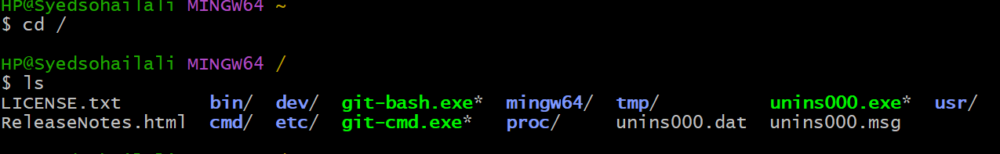 HP@Syedsohailali MINGW64 ~
$ cd /
HP@Syedsohailali MINGW64 /
$ ls
LICENSE.txt bin/ dev/ git-bash.exe* mingw64/ tmp/ unins000.exe* usr/
ReleaseNotes.html cmd/ etc/ git-cmd.exe* proc/ unins000.dat unins000.msg